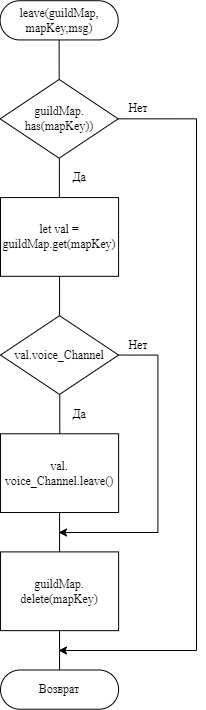 leave(guildMap,
mapKey,msg)
guildMap.
has(mapKey))
Нет
Да
let val =
guildMap.get(mapKey)
val.voice_Channel
Нет
Да
val.
voice_Channel.leave()
guildMap.
delete(mapKey)
Возврат